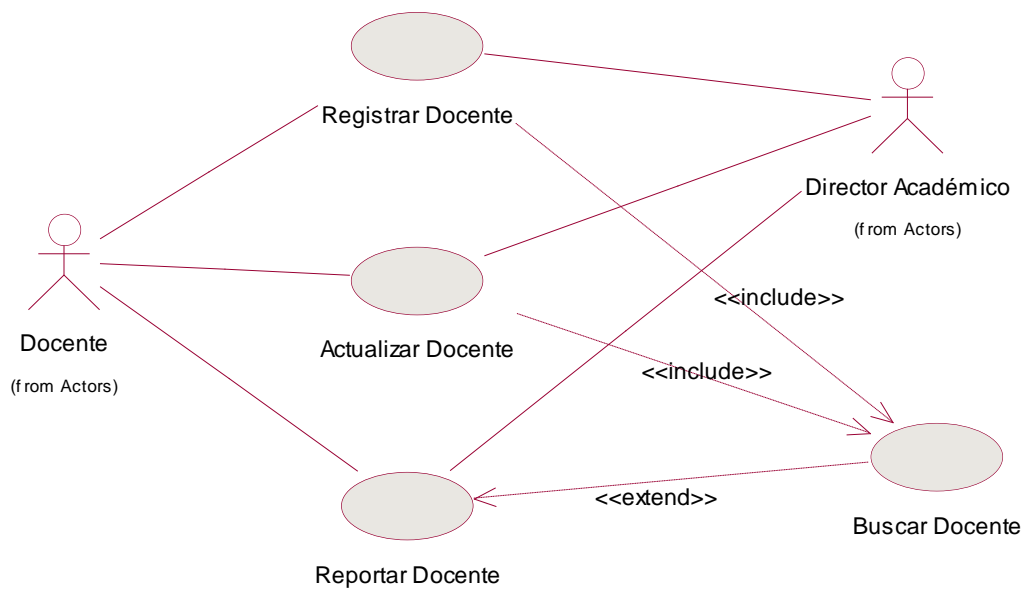 Registrar Docente
Director Académico
(from Actors)
<<include>>
Docente
(from Actors)
Actualizar Docente
<<include>>
<<extend>>
Buscar Docente
Reportar Docente